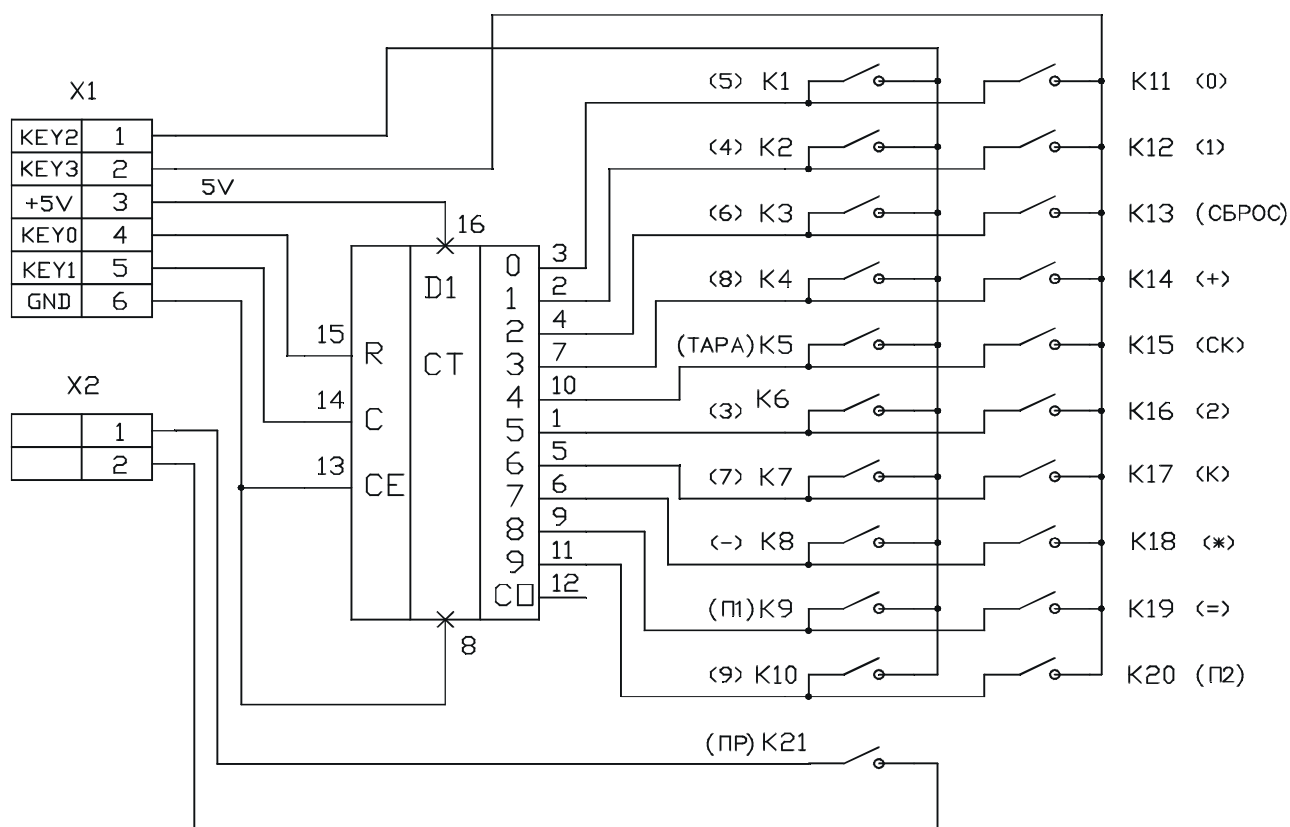 X1
KEY2 1
KEY3 2
+5V 3
KEY0 4
KEY1 5
GND 6
5V
X2
1
2
16
D1
CT
15 R
14 C
13 CE
8
0 3
1 2
2 4
3 7
4 10
5 1
6 5
7 6
8 9
9 11
CO 12
(5) K1
K11 (0)
(4) K2
K12 (1)
(6) K3
K13 (СБРОС)
(8) K4
K14 (+)
(ТАРА) K5
K15 (СК)
(3) K6
K16 (2)
(7) K7
K17 (К)
(-) K8
K18 (*)
(П1) K9
K19 (=)
(9) K10
K20 (П2)
(ПР) K21